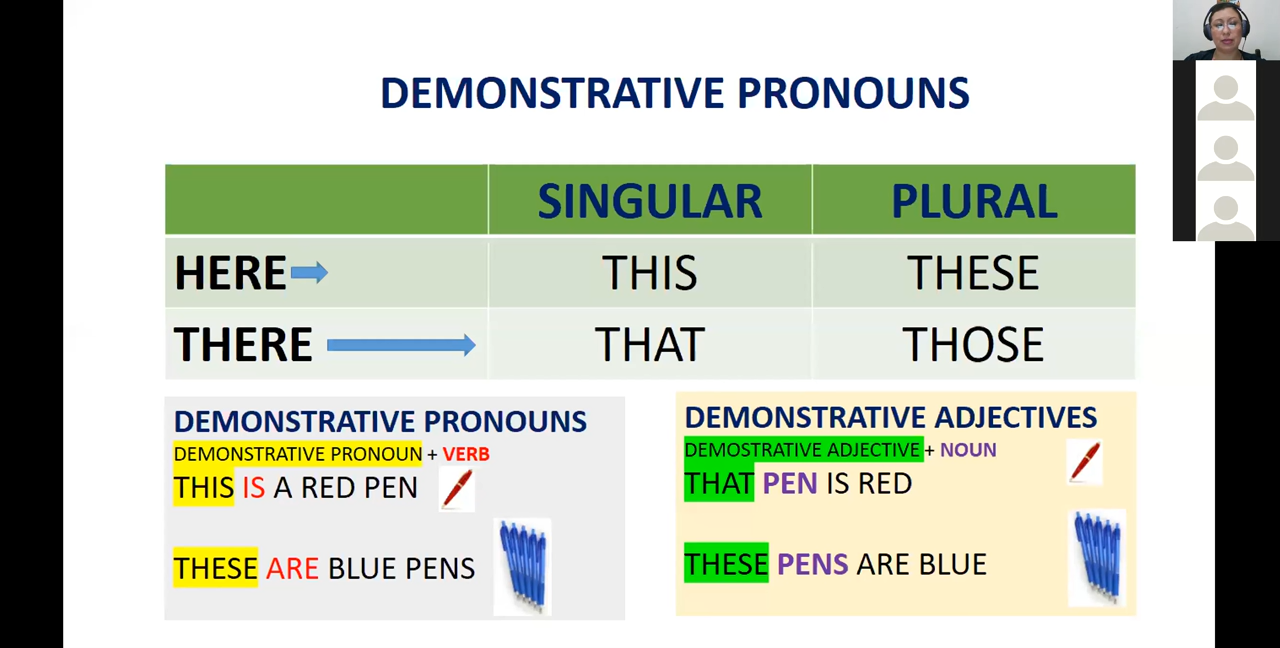 DEMONSTRATIVE PRONOUNS
SINGULAR PLURAL
HERE THIS THESE
THERE THAT THOSE
DEMONSTRATIVE PRONOUNS
DEMONSTRATIVE PRONOUN + VERB
THIS IS A RED PEN
THESE ARE BLUE PENS
DEMONSTRATIVE ADJECTIVES
DEMOSTRATIVE ADJECTIVE + NOUN
THAT PEN IS RED
THESE PENS ARE BLUE